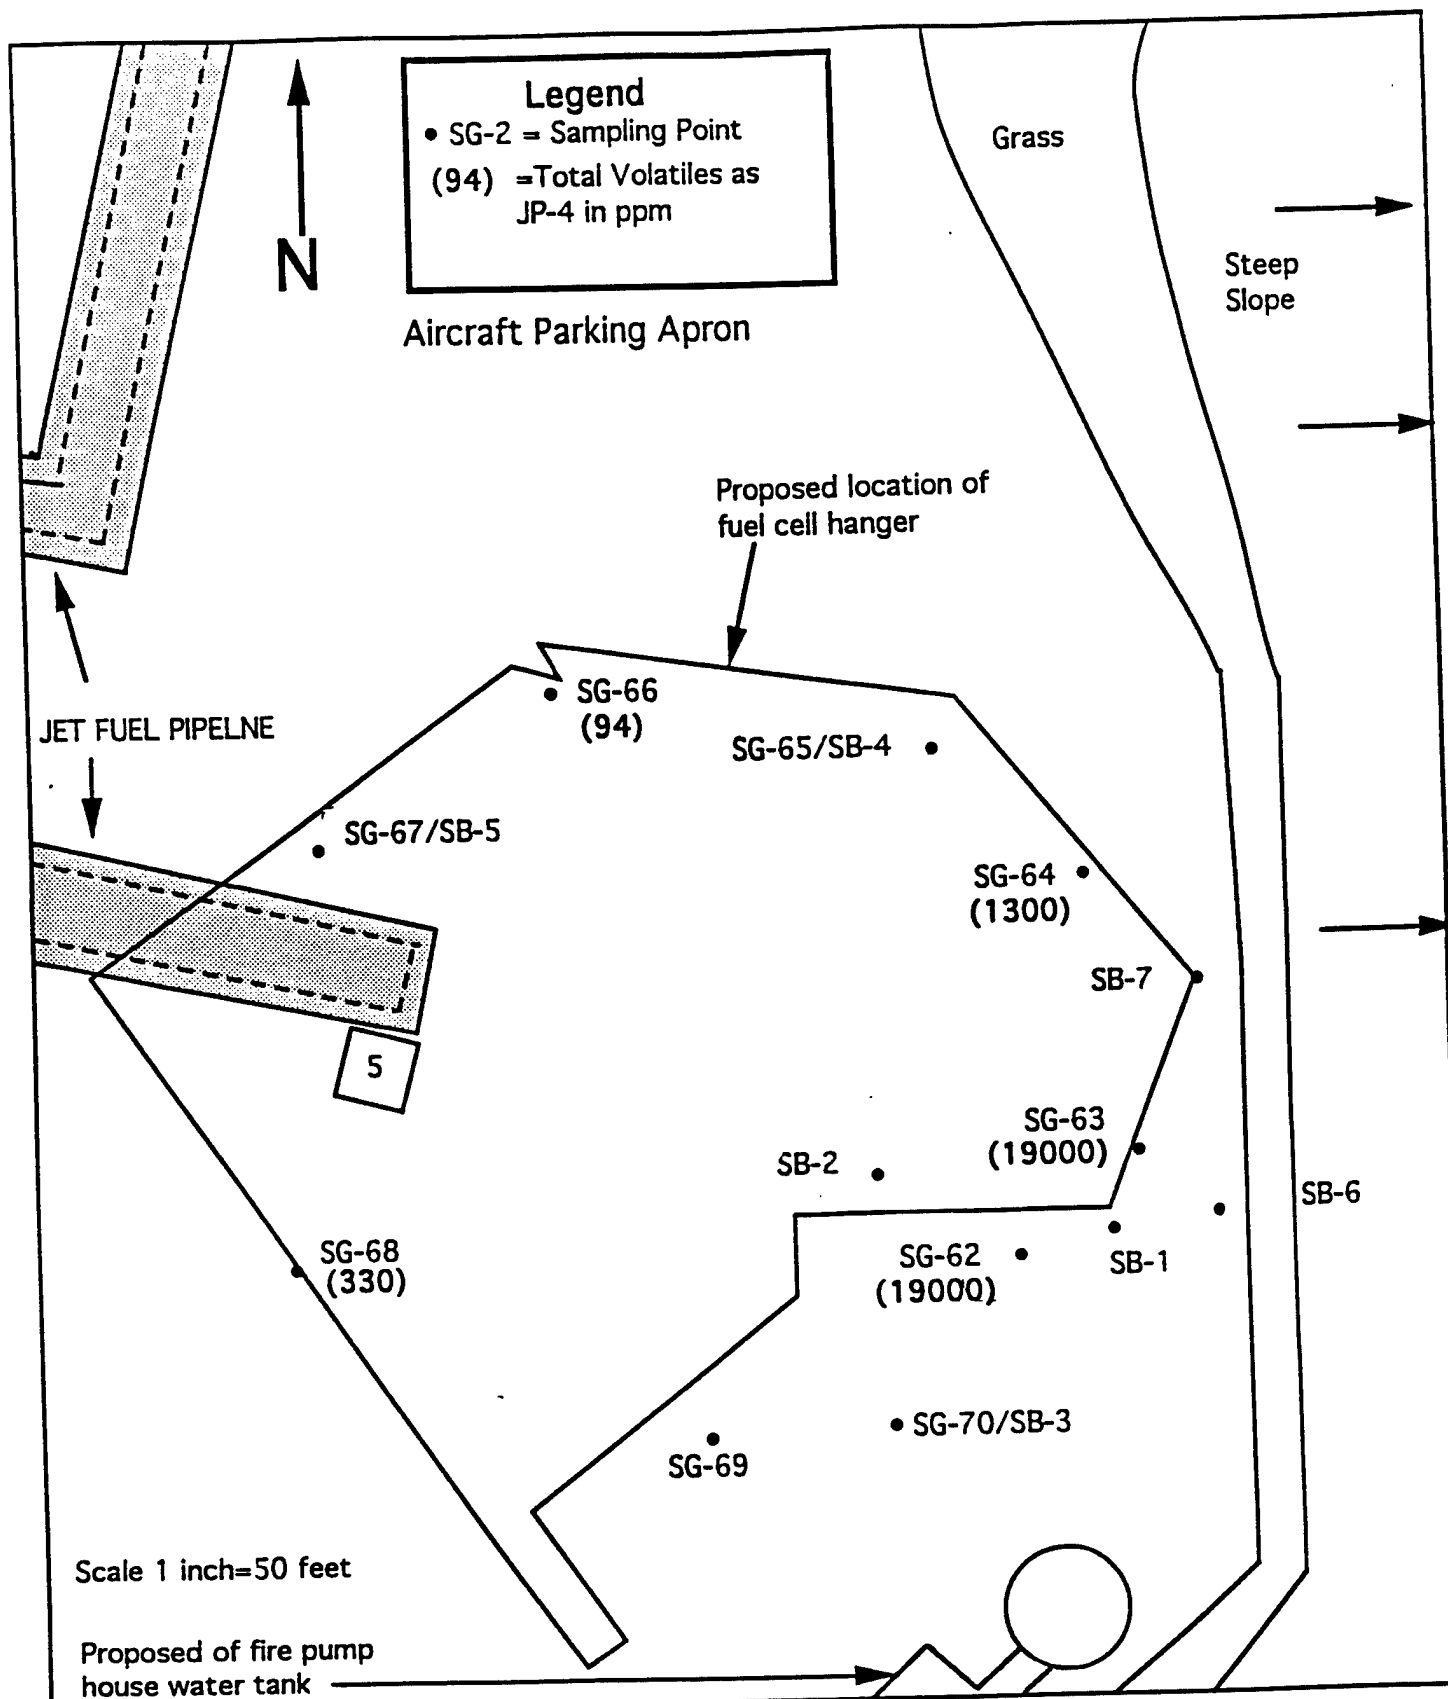 Legend
• SG-2 = Sampling Point
(94) =Total Volatiles as
JP-4 in ppm
N
Grass
Steep
Slope
Aircraft Parking Apron
Proposed location of
fuel cell hanger
SG-66
(94)
JET FUEL PIPELNE
SG-65/SB-4
SG-67/SB-5
SG-64
(1300)
SB-7
5
SG-63
(19000)
SB-2
SB-6
SG-68
(330)
SG-62
(19000)
SB-1
SG-70/SB-3
SG-69
Scale 1 inch=50 feet
Proposed of fire pump
house water tank